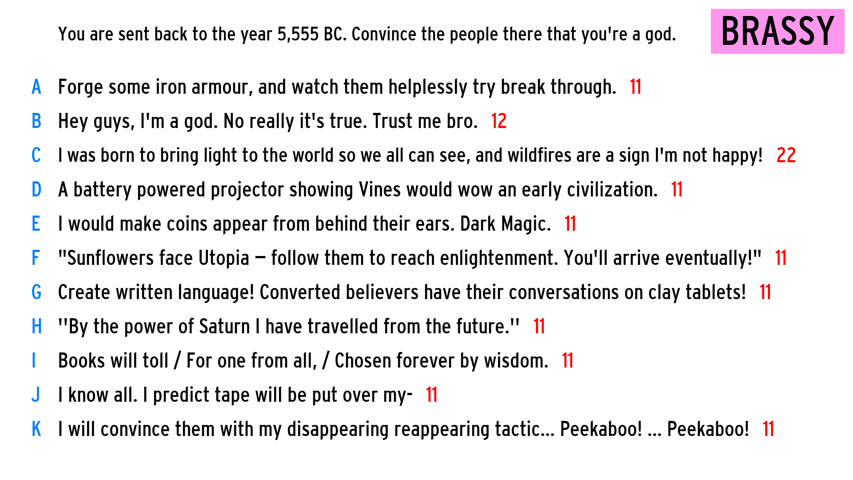 You are sent back to the year 5,555 BC. Convince the people there that you're a god.
BRASSY
A Forge some iron armour, and watch them helplessly try break through. 11
B Hey guys, I'm a god. No really it's true. Trust me bro. 12
C I was born to bring light to the world so we all can see, and wildfires are a sign I'm not happy! 22
D A battery powered projector showing Vines would wow an early civilization. 11
E I would make coins appear from behind their ears. Dark Magic. 11
F "Sunflowers face Utopia – follow them to reach enlightenment. You'll arrive eventually!" 11
G Create written language! Converted believers have their conversations on clay tablets! 11
H ''By the power of Saturn I have travelled from the future.'' 11
I Books will toll / For one from all, / Chosen forever by wisdom. 11
J I know all. I predict tape will be put over my- 11
K I will convince them with my disappearing reappearing tactic... Peekaboo! ... Peekaboo! 11